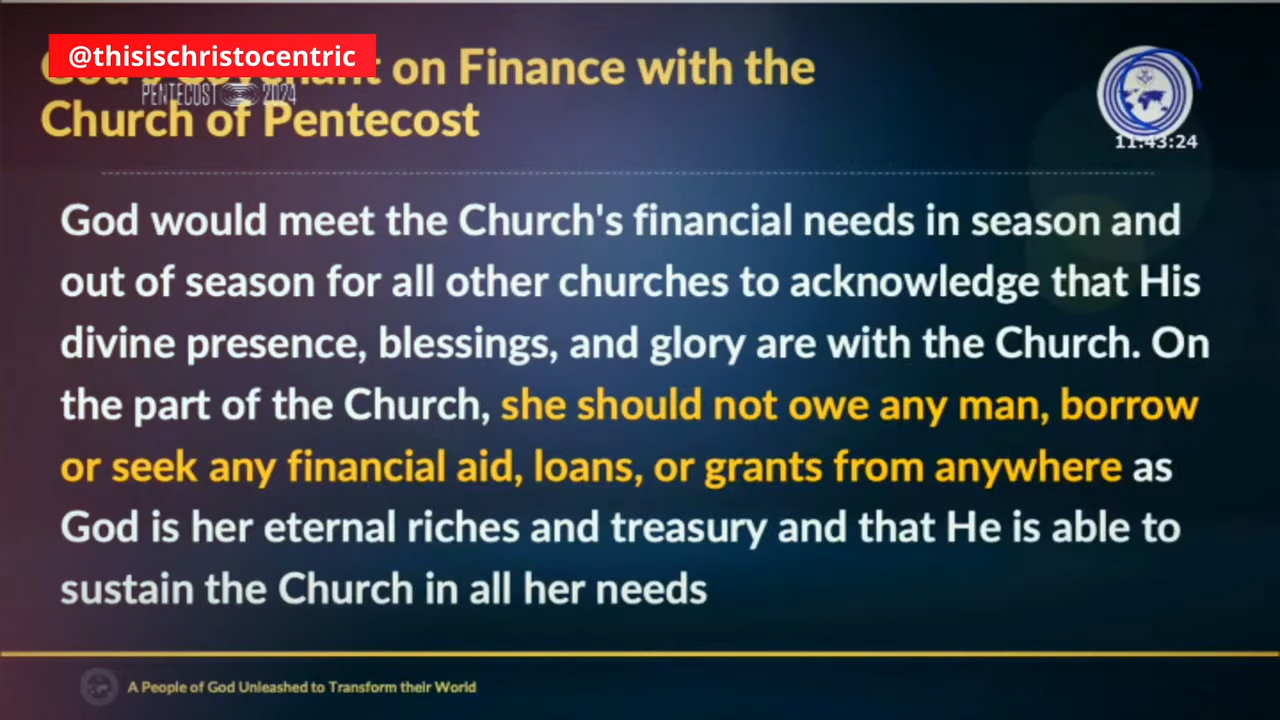 @thisischristocentric
on Finance with the
PENTECOST 2024
Church of Pentecost
11:43:24
God would meet the Church's financial needs in season and
out of season for all other churches to acknowledge that His
divine presence, blessings, and glory are with the Church. On
the part of the Church, she should not owe any man, borrow
or seek any financial aid, loans, or grants from anywhere as
God is her eternal riches and treasury and that He is able to
sustain the Church in all her needs
A People of God Unleashed to Transform their World